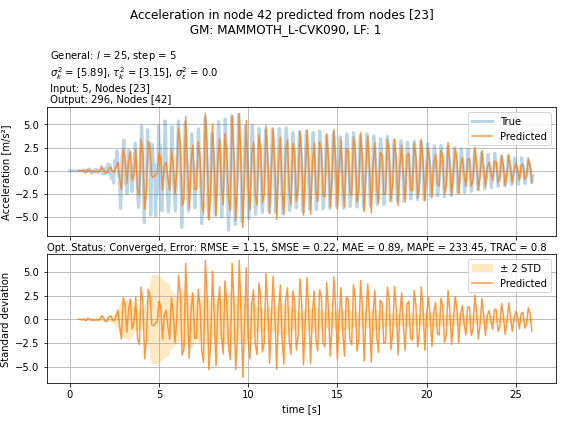 Acceleration in node 42 predicted from nodes [23]
GM: MAMMOTH_L-CVK090, LF: 1
General: l = 25, step = 5
σ²ₖ = [5.89], τ²ₖ = [3.15], σ²ε = 0.0
Input: 5, Nodes [23]
Output: 296, Nodes [42]
Acceleration [m/s²]
5.0
2.5
0.0
−2.5
−5.0
True
Predicted
Opt. Status: Converged, Error: RMSE = 1.15, SMSE = 0.22, MAE = 0.89, MAPE = 233.45, TRAC = 0.8
Standard deviation
5.0
2.5
0.0
−2.5
−5.0
± 2 STD
Predicted
0 5 10 15 20 25
time [s]